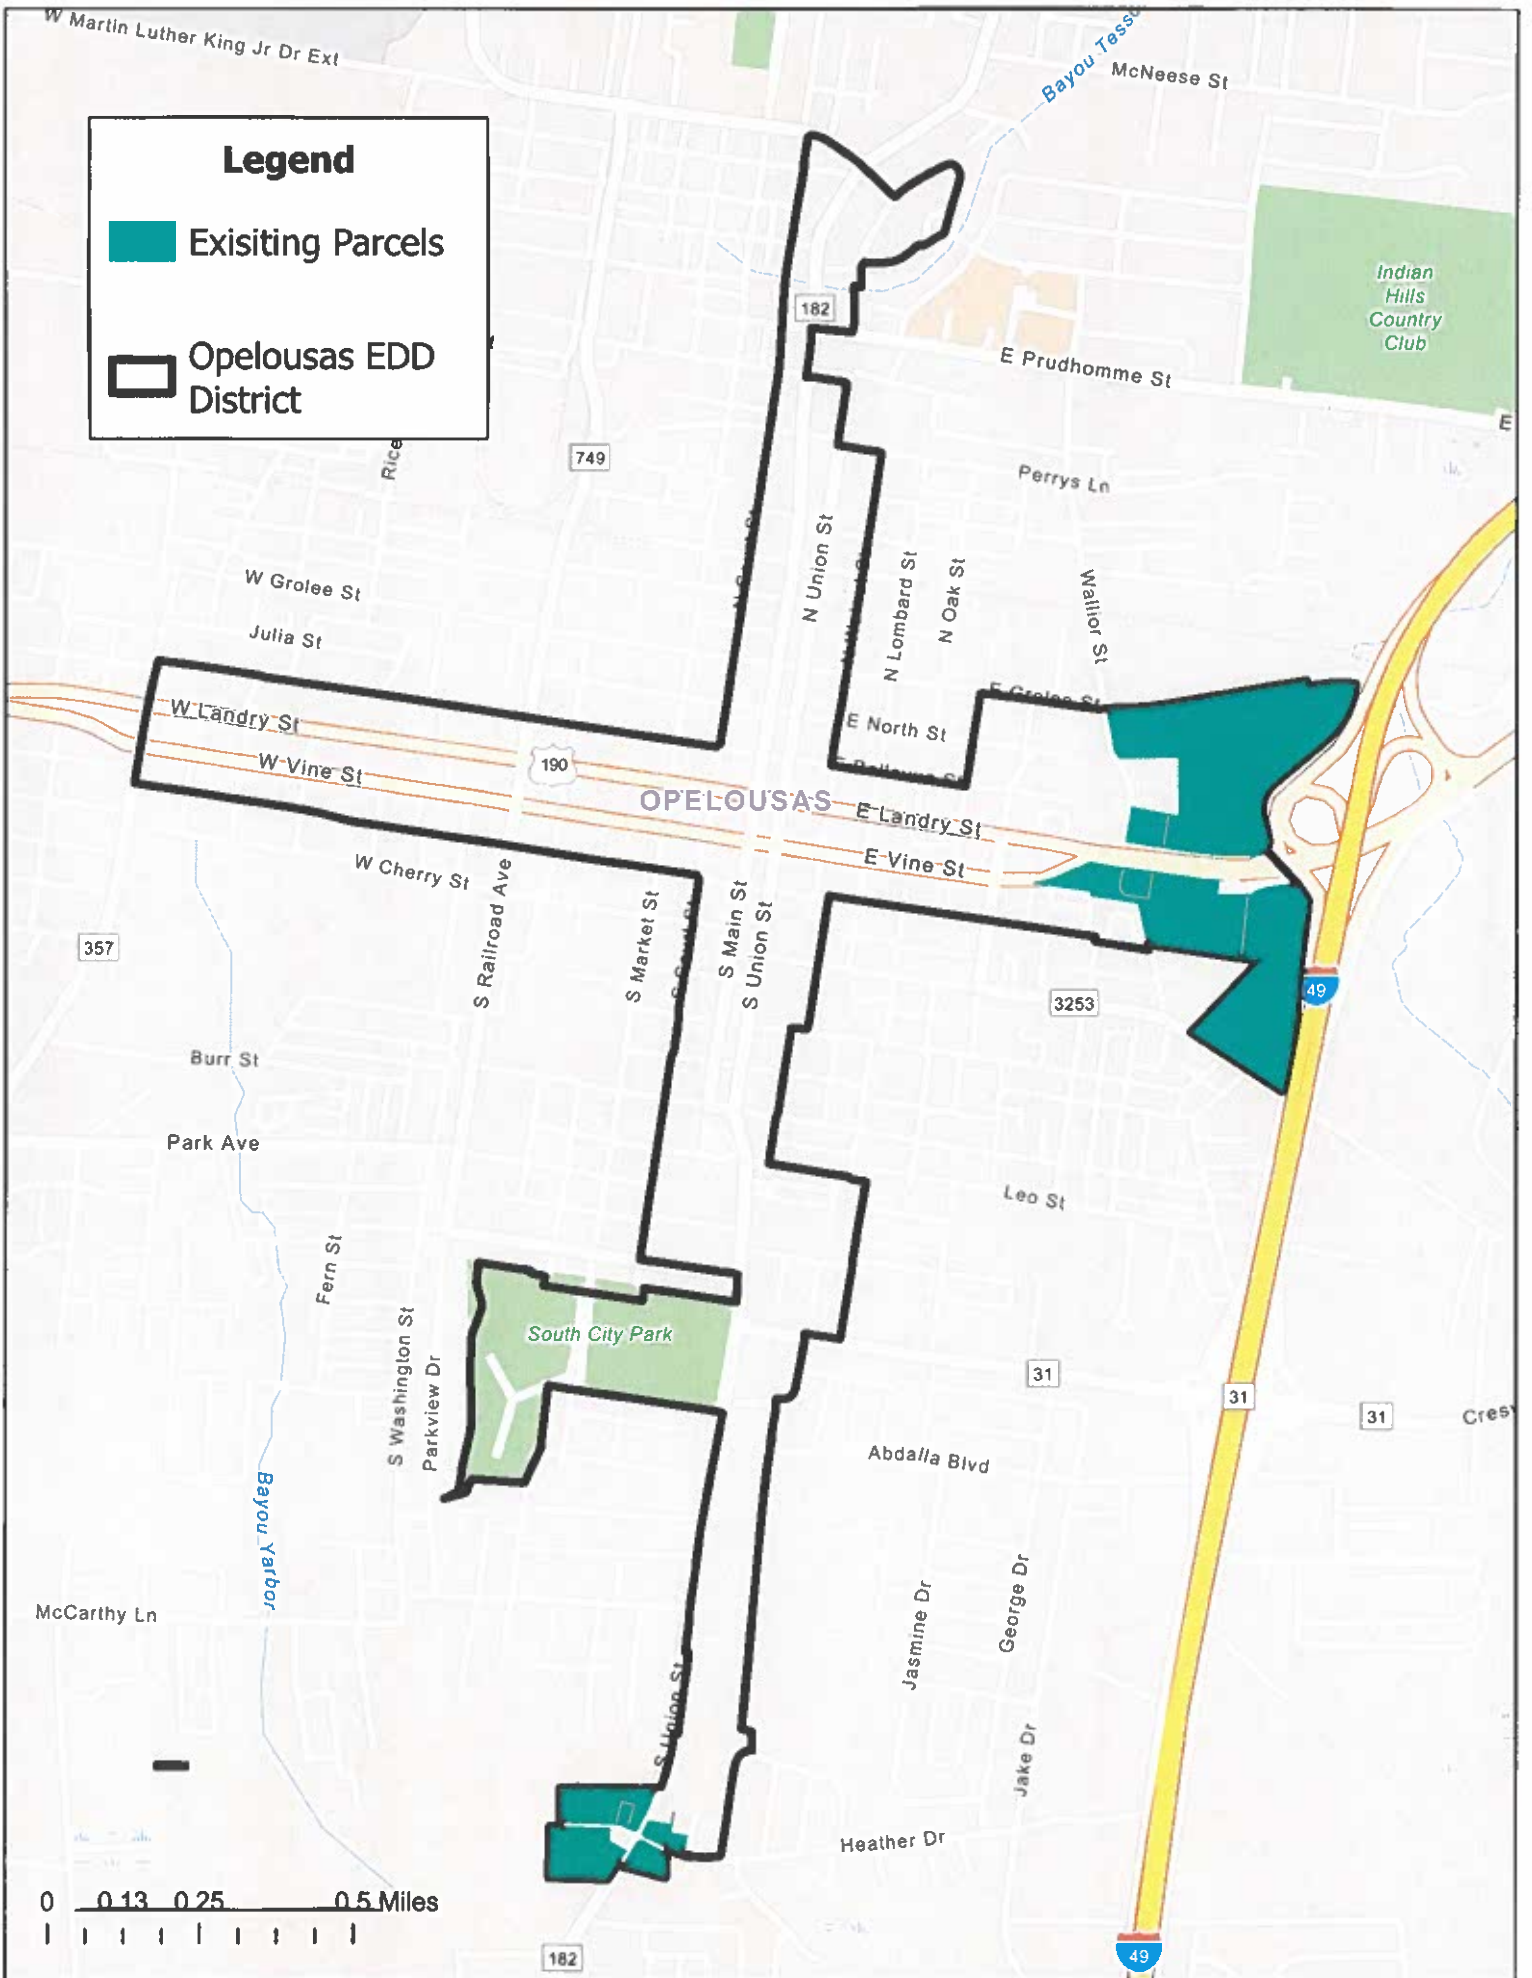 W Martin Luther King Jr Dr Ext
Bayou Tesso
McNeese St
Legend
Exisiting Parcels
Opelousas EDD
District
Indian
Hills
Country
Club
182
E Prudhomme St
E
Rice
749
Perrys Ln
N Union St
N Lombard St
N Oak St
Wallior St
W Grolee St
Julia St
E Grolee St
W Landry St
E North St
W Vine St
190
OPELOUSAS
E Landry St
E Vine St
W Cherry St
S Railroad Ave
S Market St
S Main St
S Union St
357
3253
49
Burr St
Park Ave
Leo St
Fern St
South City Park
S Washington St
Parkview Dr
31
31
31
Cres
Abdalla Blvd
Bayou Yarbor
George Dr
Jasmine Dr
McCarthy Ln
S Union St
Jake Dr
Heather Dr
0 0.13 0.25 0.5 Miles
182
49